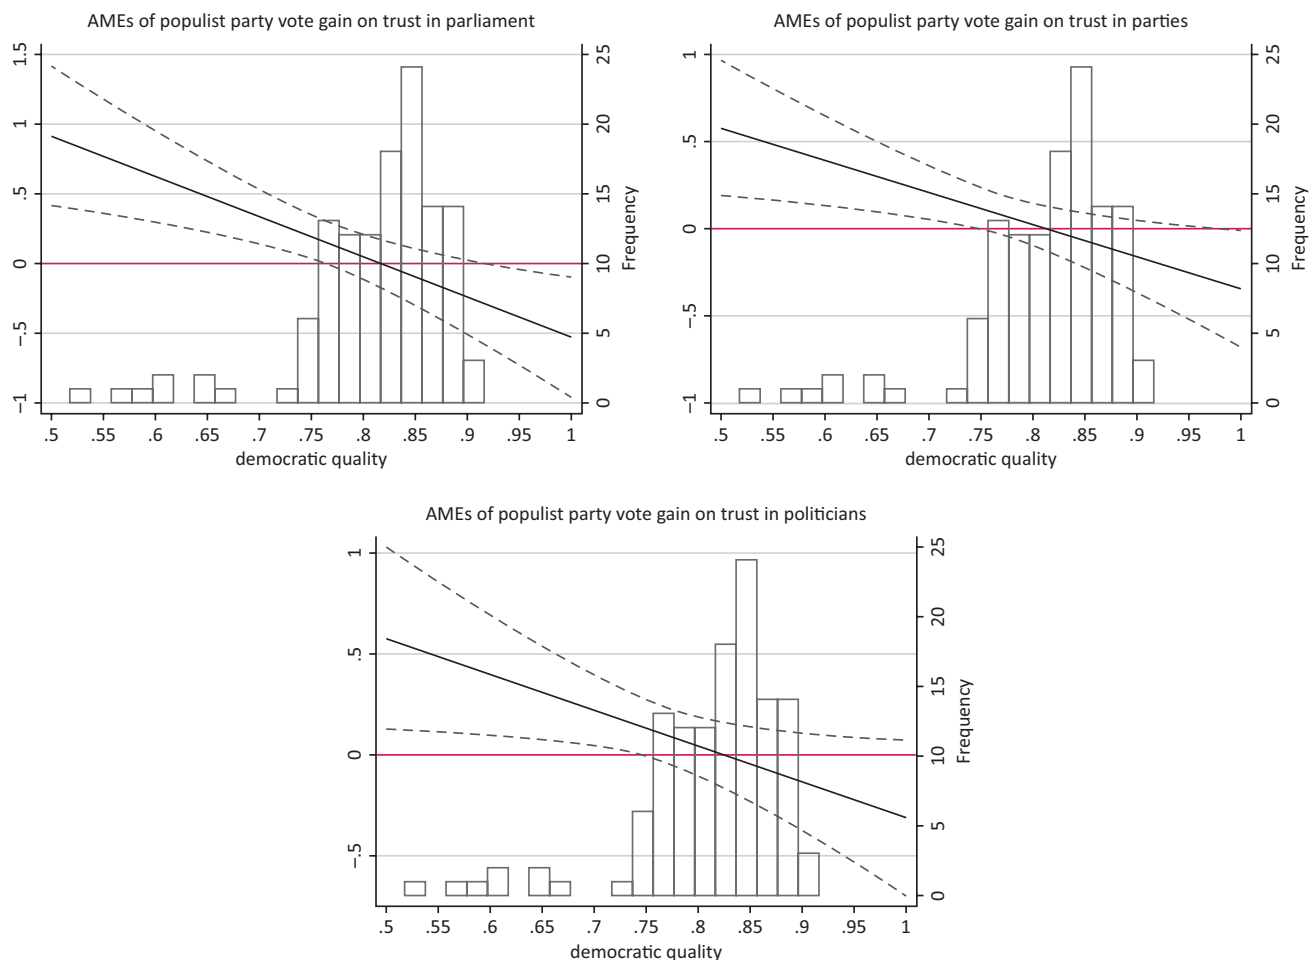 AMEs of populist party vote gain on trust in parliament
1.5
1
.5
0
−.5
−1
25
20
15
10
5
0
Frequency
.5 .55 .6 .65 .7 .75 .8 .85 .9 .95 1
democratic quality
AMEs of populist party vote gain on trust in parties
1
.5
0
−.5
−1
25
20
15
10
5
0
Frequency
.5 .55 .6 .65 .7 .75 .8 .85 .9 .95 1
democratic quality
AMEs of populist party vote gain on trust in politicians
1
.5
0
−.5
25
20
15
10
5
0
Frequency
.5 .55 .6 .65 .7 .75 .8 .85 .9 .95 1
democratic quality